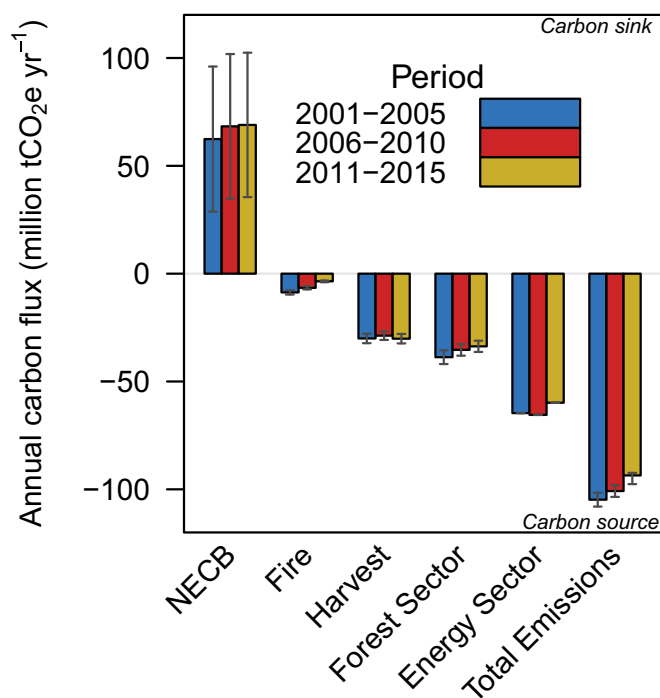 Annual carbon flux (million tCO₂e yr⁻¹)
100
50
0
−50
−100
Carbon sink
Period
2001−2005
2006−2010
2011−2015
Carbon source
NECB
Fire
Harvest
Forest Sector
Energy Sector
Total Emissions